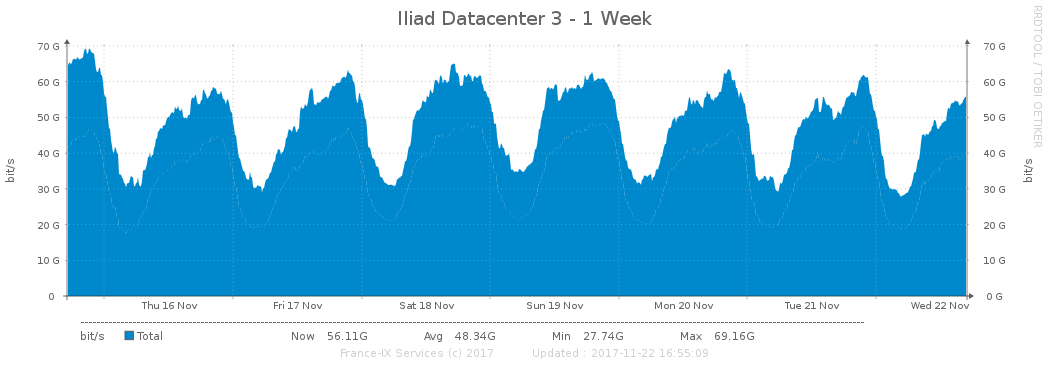 Iliad Datacenter 3 - 1 Week
RRDTOOL / TOBI OETIKER
70 G 70 G
60 G 60 G
50 G 50 G
40 G 40 G
30 G 30 G
20 G 20 G
10 G 10 G
0 0 G
bit/s
bit/s
Thu 16 Nov Fri 17 Nov Sat 18 Nov Sun 19 Nov Mon 20 Nov Tue 21 Nov Wed 22 Nov
bit/s Total Now 56.11G Avg 48.34G Min 27.74G Max 69.16G
France-IX Services (c) 2017 Updated : 2017-11-22 16:55:09